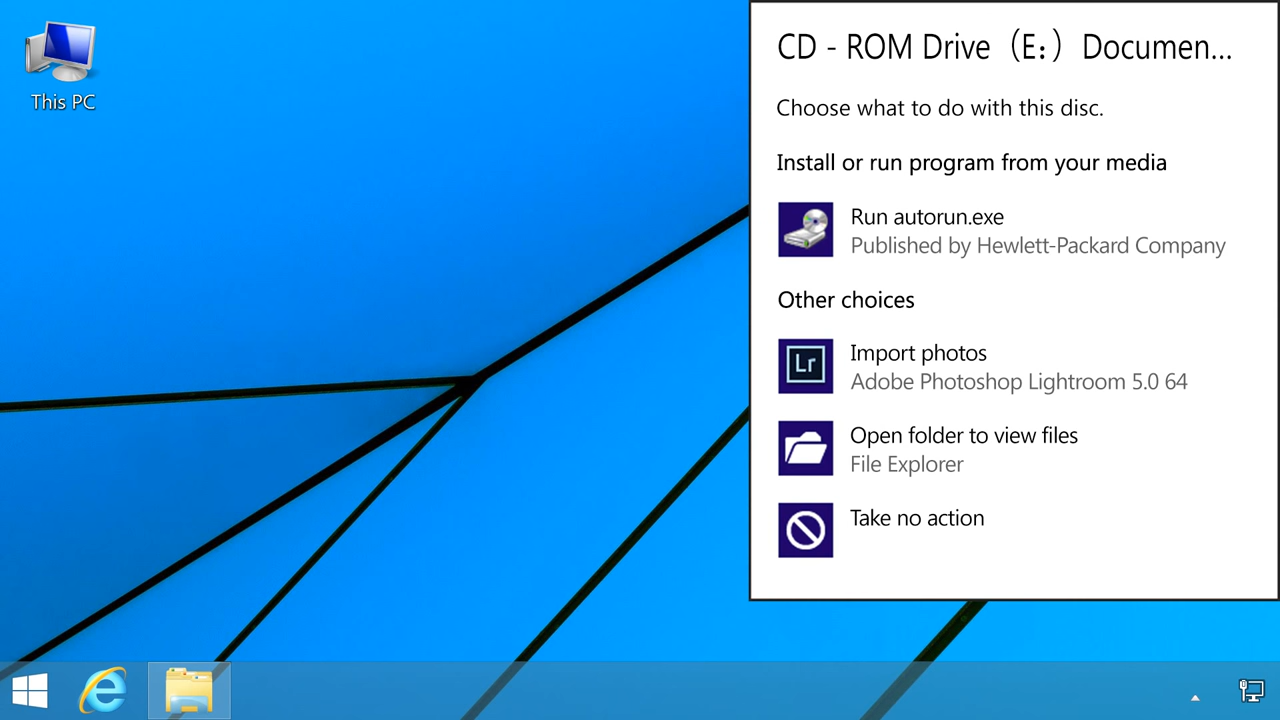 This PC
CD - ROM Drive（E:）Documen...
Choose what to do with this disc.
Install or run program from your media
Run autorun.exe
Published by Hewlett-Packard Company
Other choices
Lr
Import photos
Adobe Photoshop Lightroom 5.0 64
Open folder to view files
File Explorer
Take no action